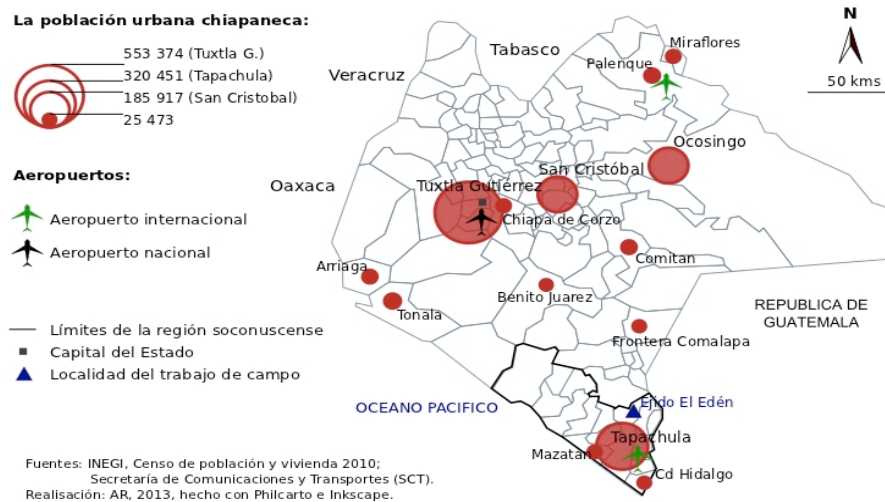 La población urbana chiapaneca:
553 374 (Tuxtla G.)
320 451 (Tapachula)
185 917 (San Cristobal)
25 473
Aeropuertos:
Aeropuerto internacional
Aeropuerto nacional
Límites de la región soconuscense
Capital del Estado
Localidad del trabajo de campo
Fuentes: INEGI, Censo de población y vivienda 2010;
Secretaría de Comunicaciones y Transportes (SCT).
Realisación: AR, 2013, hecho con Philcarto e Inkscape.
N
50 kms
Tabasco
Veracruz
Oaxaca
Miraflores
Palenque
Ocosingo
San Cristóbal
Tuxtla Gutiérrez
Chiapa de Corzo
Comitan
Arriaga
Benito Juarez
Tonala
REPUBLICA DE
GUATEMALA
Frontera Comalapa
OCEANO PACIFICO
Ejido El Edén
Tapachula
Mazatan
Cd Hidalgo